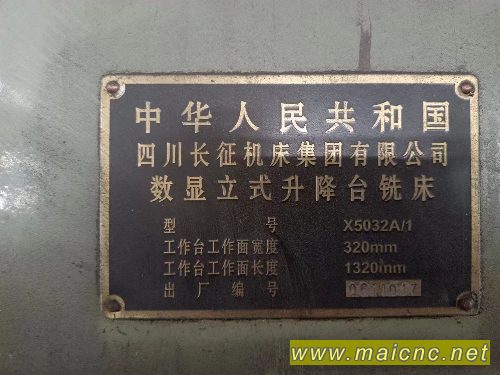 中华人民共和国
四川长征机床集团有限公司
数显立式升降台铣床
型 号 X5032A/1
工作台工作面宽度 320mm
工作台工作面长度 1320mm
出厂编号
www.maicnc.net